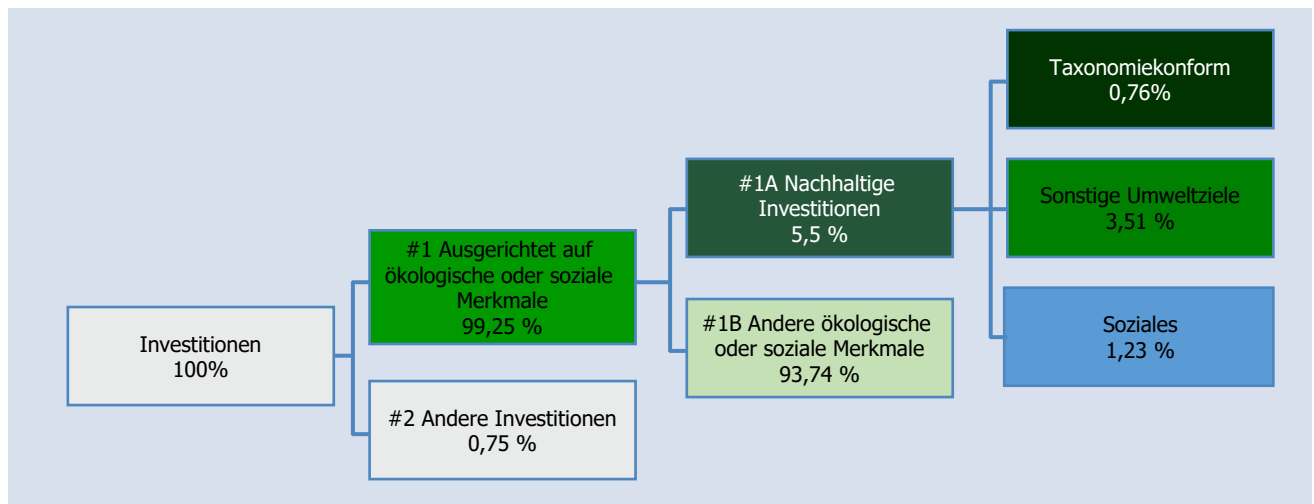 Investitionen
100%
#1 Ausgerichtet auf
ökologische oder soziale
Merkmale
99,25 %
#2 Andere Investitionen
0,75 %
#1A Nachhaltige
Investitionen
5,5 %
#1B Andere ökologische
oder soziale Merkmale
93,74 %
Taxonomiekonform
0,76%
Sonstige Umweltziele
3,51 %
Soziales
1,23 %